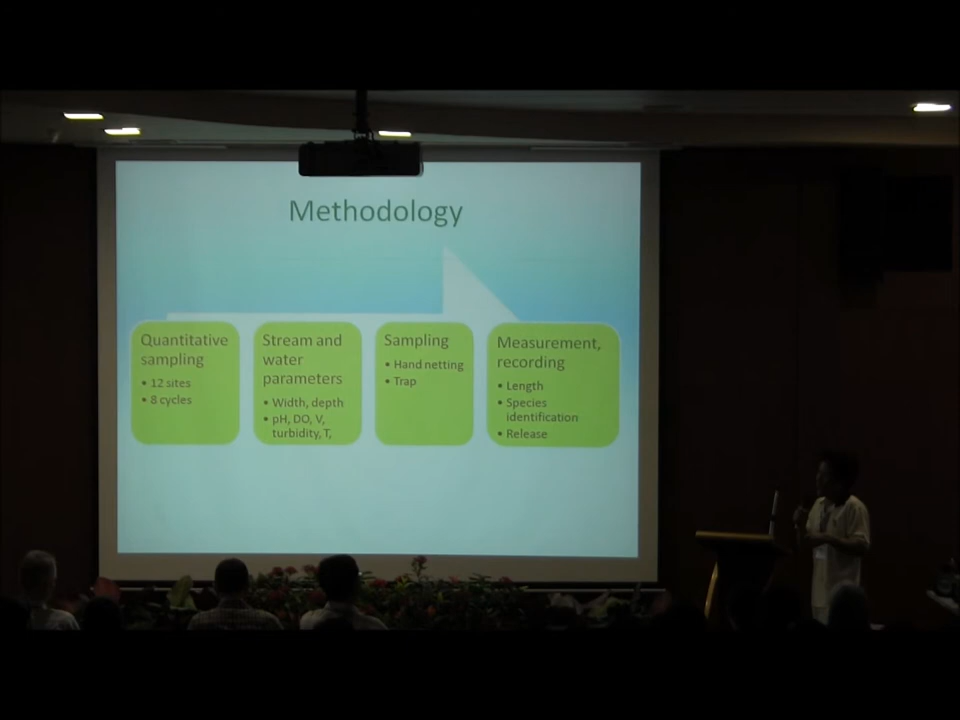 Methodology
Quantitative
sampling
• 12 sites
• 8 cycles
Stream and
water
parameters
• Width, depth
• pH, DO, V,
turbidity, T,
Sampling
• Hand netting
• Trap
Measurement,
recording
• Length
• Species
identification
• Release